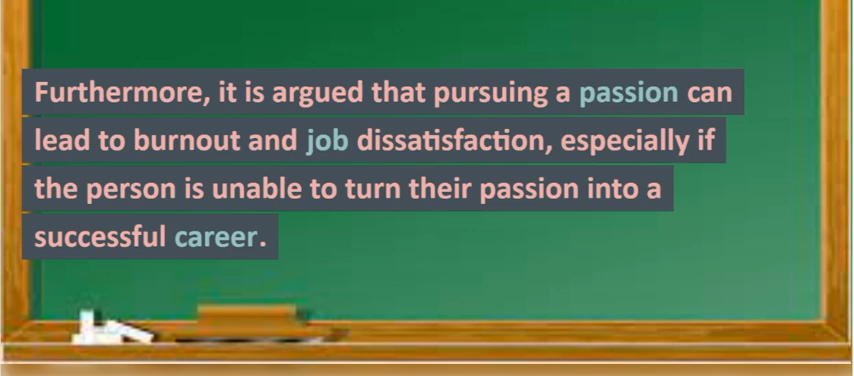 Furthermore, it is argued that pursuing a passion can
lead to burnout and job dissatisfaction, especially if
the person is unable to turn their passion into a
successful career.